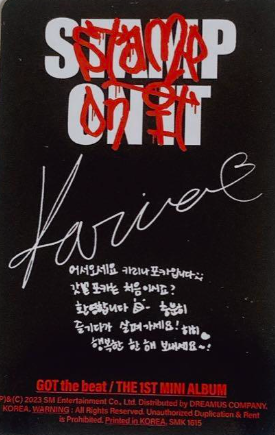 STAMP
ON IT
Stamp
on it
Karina
어서오세요 카리나 포카입니다;;
갓본 포카는 처음이시죠?
환영합니다 충분히
즐기다가 살펴가세요! 히히
행복한 한 해 보내세요~!
GOT the beat / THE 1ST MINI ALBUM
P)&(C) 2023 SM Entertainment Co., Ltd. Distributed by DREAMUS COMPANY.
KOREA. WARNING : All Rights Reserved. Unauthorized Duplication & Rent
is Prohibited. Printed in KOREA. SMK 1615